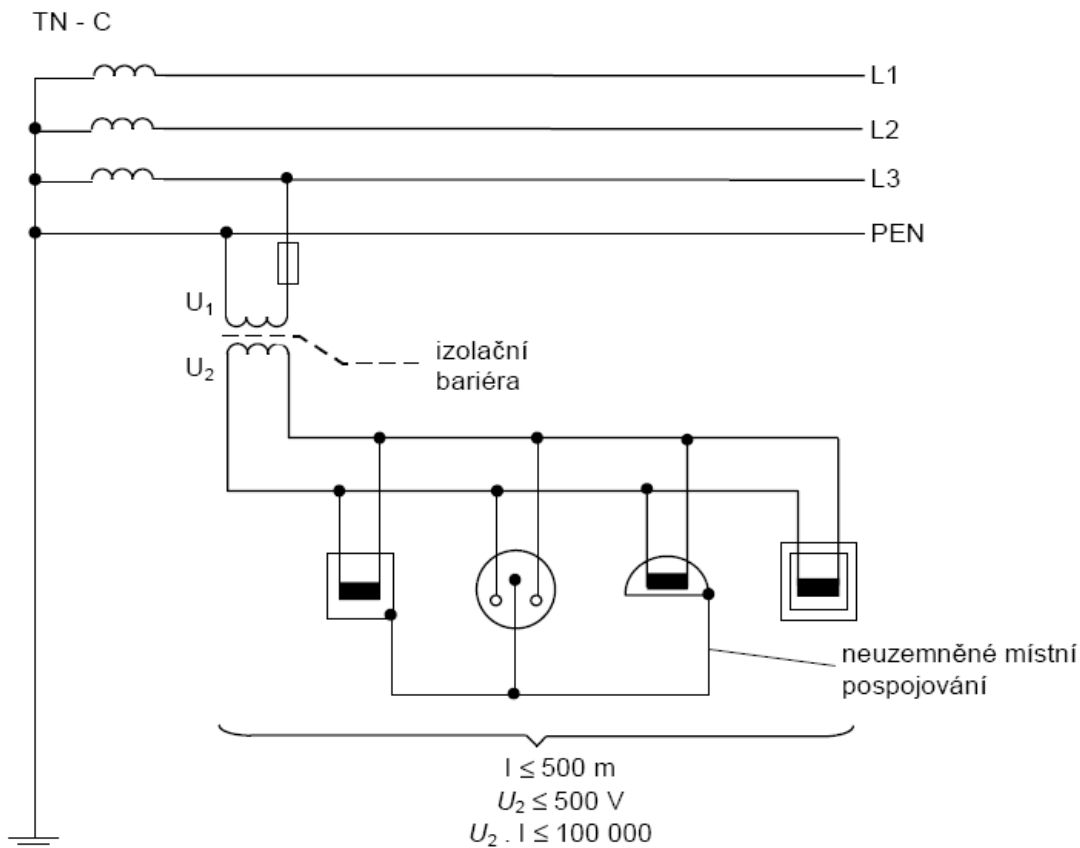 TN - C
L1
L2
L3
PEN
U₁
U₂
izolační
bariéra
neuzemněné místní
pospojování
l ≤ 500 m
U₂ ≤ 500 V
U₂ . l ≤ 100 000